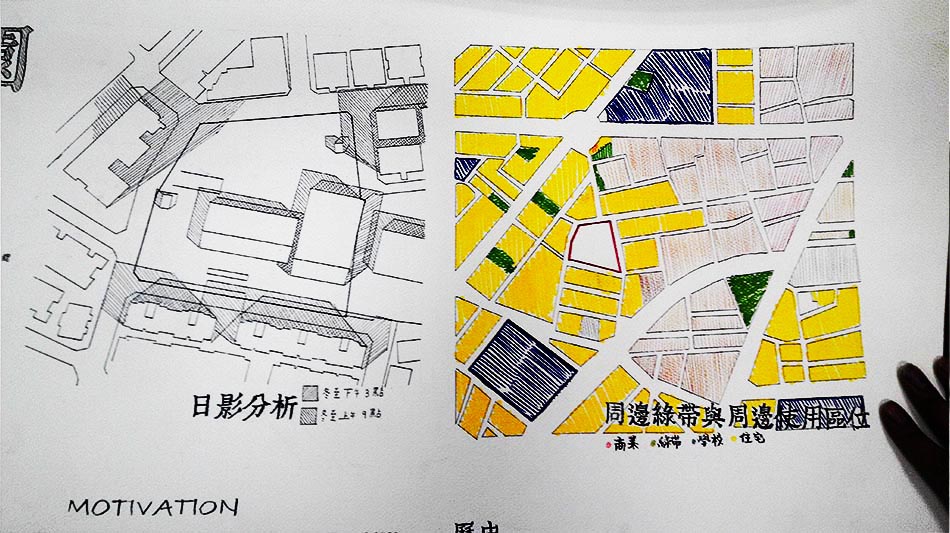 日影分析
冬至下午3點
冬至上午9點
同邊綠帶與周邊使用區位
商業 綠帶 學校 住宅
MOTIVATION
歷史